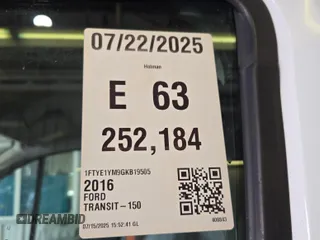 07/22/2025
Holman
E 63
252,184
1FTYE1YM9GKB19505
2016
FORD
TRANSIT-150
07/15/2025 15:52:41 GL
DREAMBID